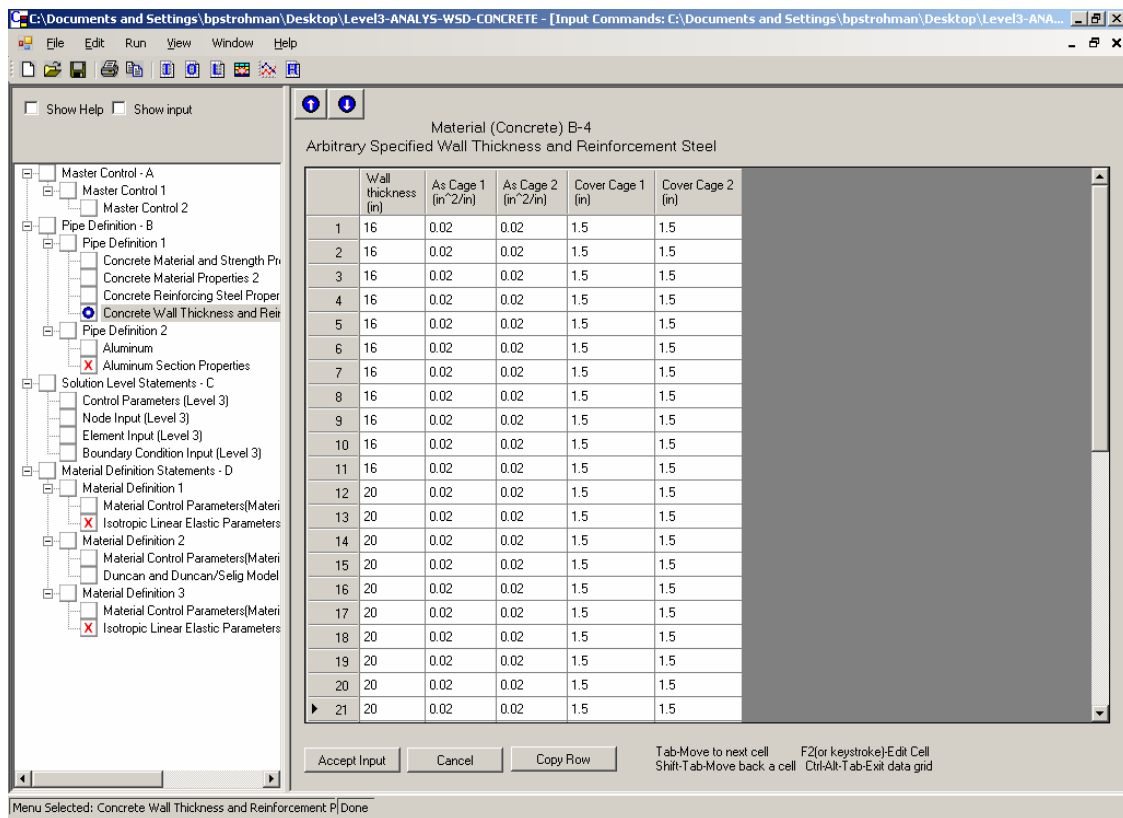 C:\Documents and Settings\bpstrohman\Desktop\Level3-ANALYS-WSD-CONCRETE - [Input Commands: C:\Documents and Settings\bpstrohman\Desktop\Level3-ANA...
File Edit Run View Window Help
Show Help Show input
Master Control - A
Master Control 1
Master Control 2
Pipe Definition - B
Pipe Definition 1
Concrete Material and Strength Pr
Concrete Material Properties 2
Concrete Reinforcing Steel Proper
Concrete Wall Thickness and Rein
Pipe Definition 2
Aluminum
X Aluminum Section Properties
Solution Level Statements - C
Control Parameters (Level 3)
Node Input (Level 3)
Element Input (Level 3)
Boundary Condition Input (Level 3)
Material Definition Statements - D
Material Definition 1
Material Control Parameters(Materi
X Isotropic Linear Elastic Parameters
Material Definition 2
Material Control Parameters(Materi
Duncan and Duncan/Selig Model
Material Definition 3
Material Control Parameters(Materi
X Isotropic Linear Elastic Parameters
Material (Concrete) B-4
Arbitrary Specified Wall Thickness and Reinforcement Steel
Wall thickness (in) As Cage 1 (in^2/in) As Cage 2 (in^2/in) Cover Cage 1 (in) Cover Cage 2 (in)
1 16 0.02 0.02 1.5 1.5
2 16 0.02 0.02 1.5 1.5
3 16 0.02 0.02 1.5 1.5
4 16 0.02 0.02 1.5 1.5
5 16 0.02 0.02 1.5 1.5
6 16 0.02 0.02 1.5 1.5
7 16 0.02 0.02 1.5 1.5
8 16 0.02 0.02 1.5 1.5
9 16 0.02 0.02 1.5 1.5
10 16 0.02 0.02 1.5 1.5
11 16 0.02 0.02 1.5 1.5
12 20 0.02 0.02 1.5 1.5
13 20 0.02 0.02 1.5 1.5
14 20 0.02 0.02 1.5 1.5
15 20 0.02 0.02 1.5 1.5
16 20 0.02 0.02 1.5 1.5
17 20 0.02 0.02 1.5 1.5
18 20 0.02 0.02 1.5 1.5
19 20 0.02 0.02 1.5 1.5
20 20 0.02 0.02 1.5 1.5
21 20 0.02 0.02 1.5 1.5
Accept Input Cancel Copy Row
Tab-Move to next cell F2(or keystroke)-Edit Cell
Shift-Tab-Move back a cell Ctrl-Alt-Tab-Exit data grid
Menu Selected: Concrete Wall Thickness and Reinforcement P Done